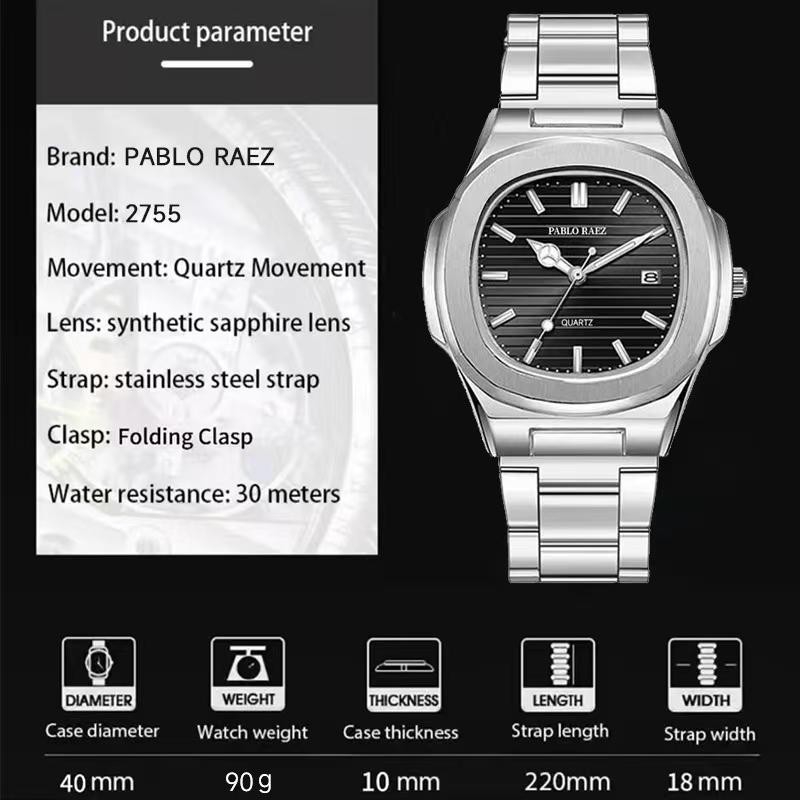 Product parameter
Brand: PABLO RAEZ
Model: 2755
Movement: Quartz Movement
Lens: synthetic sapphire lens
Strap: stainless steel strap
Clasp: Folding Clasp
Water resistance: 30 meters
PABLO RAEZ
8
QUARTZ
DIAMETER WEIGHT THICKNESS LENGTH WIDTH
Case diameter Watch weight Case thickness Strap length Strap width
40 mm 90 g 10 mm 220mm 18 mm